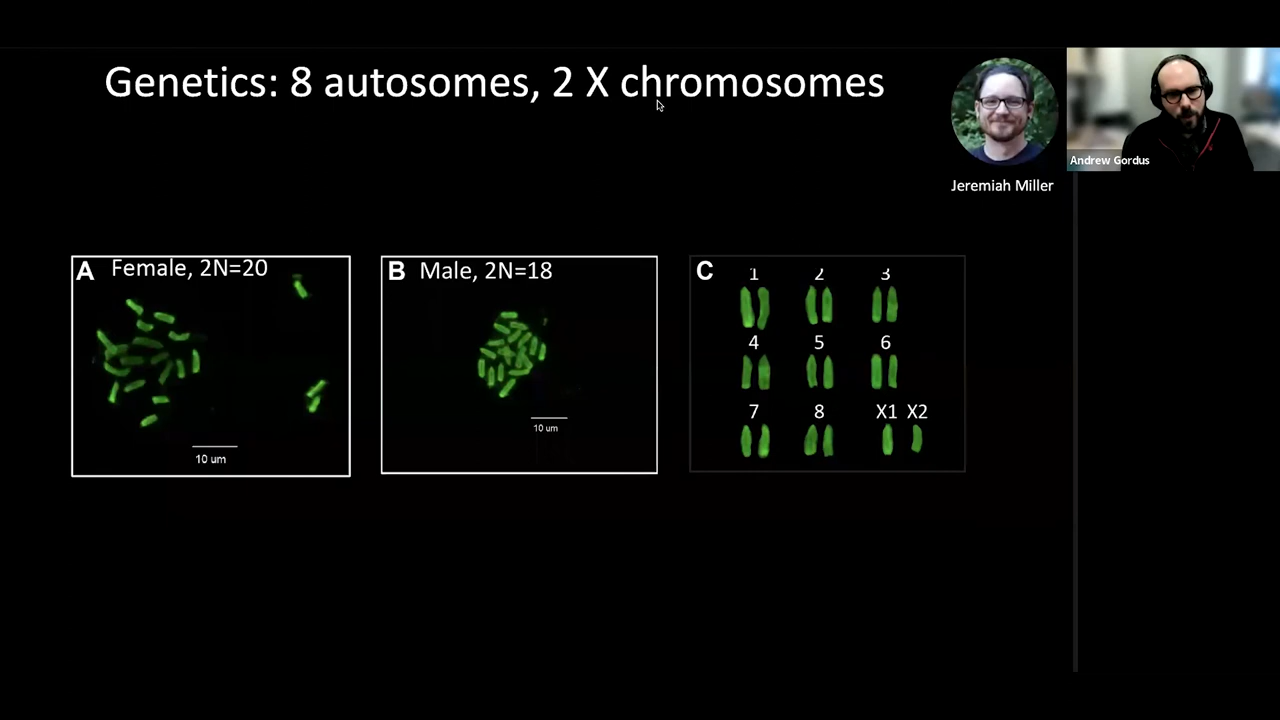 Genetics: 8 autosomes, 2 X chromosomes
Andrew Gordus
Jeremiah Miller
A Female, 2N=20
10 um
B Male, 2N=18
10 um
C
1 2 3
4 5 6
7 8 X1 X2